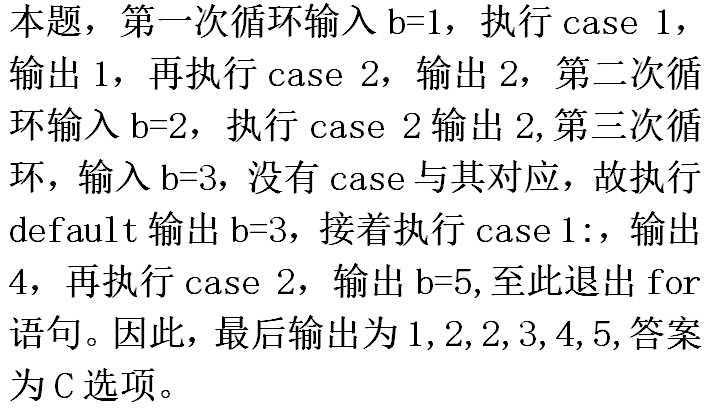 本题，第一次循环输入 b=1，执行 case 1，
输出 1，再执行 case 2，输出 2，第二次循
环输入 b=2，执行 case 2 输出 2,第三次循
环，输入 b=3，没有 case 与其对应，故执行
default 输出 b=3，接着执行 case 1:，输出
4，再执行 case 2，输出 b=5,至此退出 for
语句。因此，最后输出为 1,2,2,3,4,5,答案
为 C 选项。